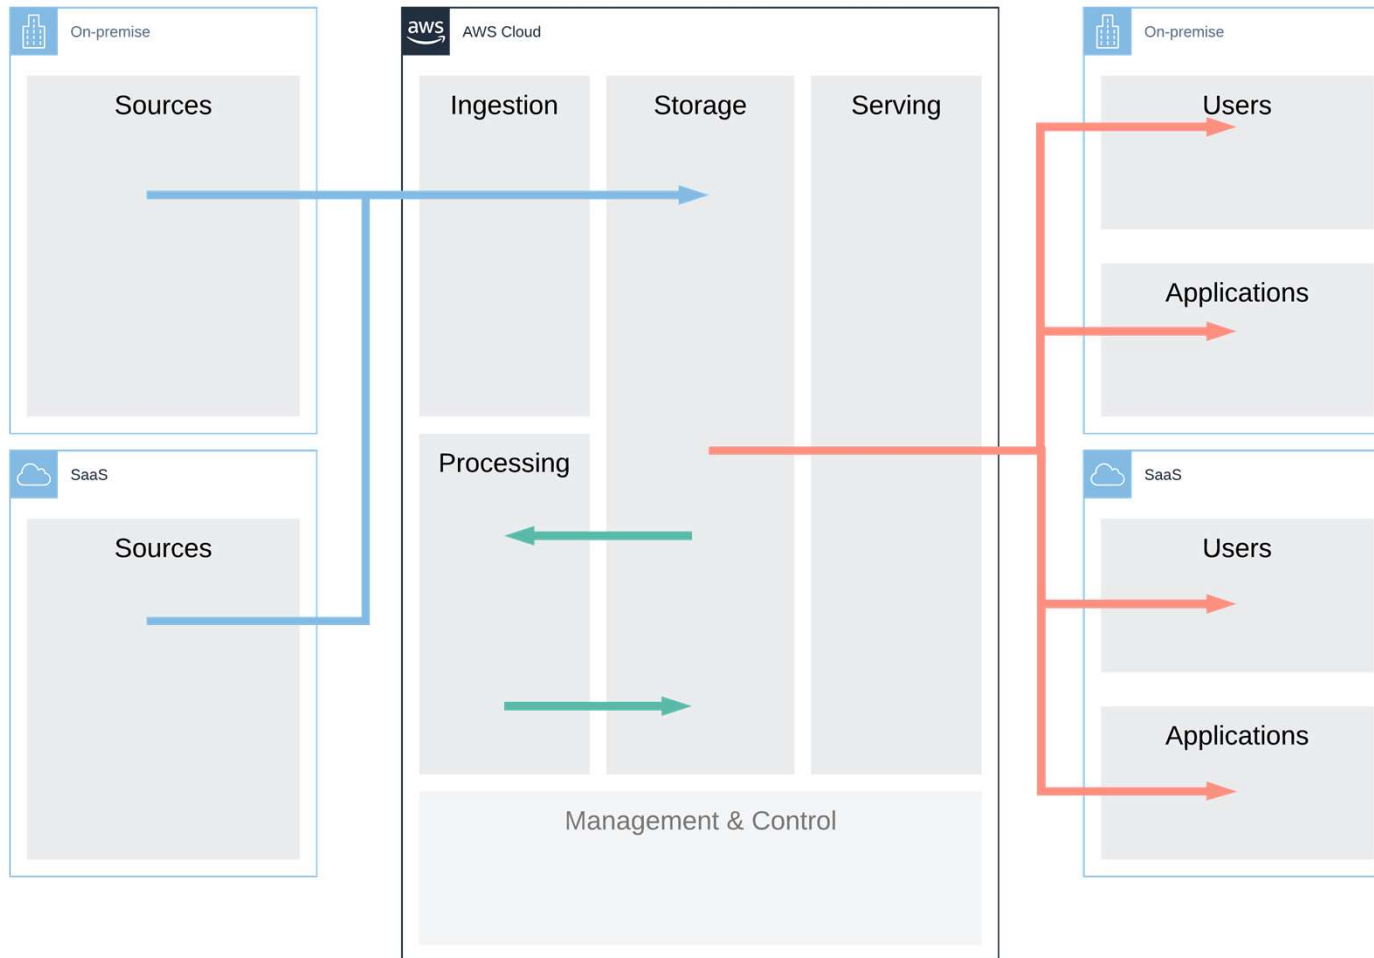 On-premise
Sources
SaaS
Sources
aws
AWS Cloud
Ingestion
Storage
Serving
Processing
Management & Control
On-premise
Users
Applications
SaaS
Users
Applications